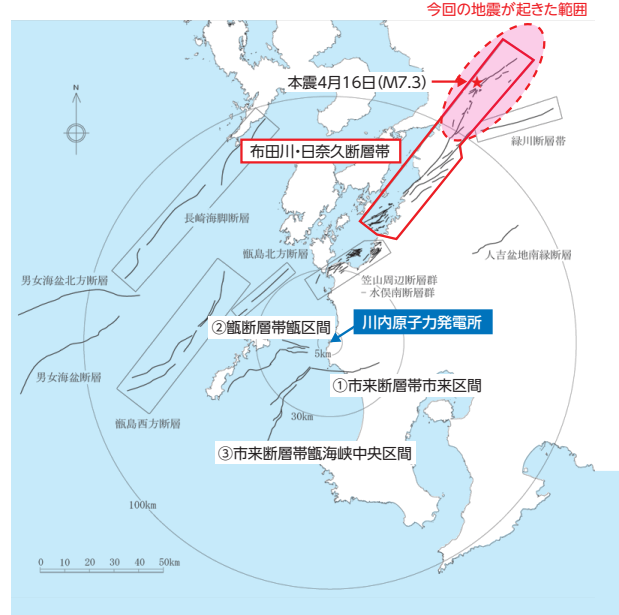 今回の地震が起きた範囲
本震4月16日(M7.3)
N
布田川・日奈久断層帯
緑川断層帯
長崎海脚断層
甑島北方断層
人吉盆地南縁断層
男女海盆北方断層
笠山周辺断層群
－水俣南断層群
②甑断層帯甑区間
川内原子力発電所
5km
男女海盆断層
①市来断層帯市来区間
30km
甑島西方断層
③市来断層帯甑海峡中央区間
100km
0 10 20 30 40 50km